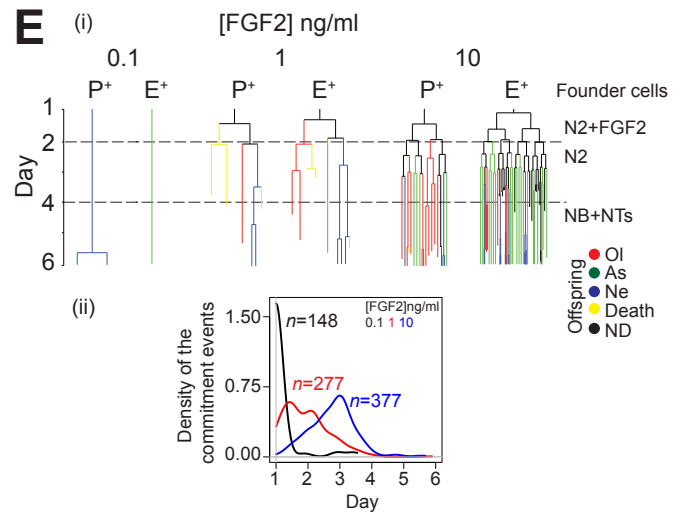 E
(i)
[FGF2] ng/ml
0.1 1 10
P+ E+ P+ E+ P+ E+ Founder cells
1
2
4
6
Day
N2+FGF2
N2
NB+NTs
Offspring
Ol
As
Ne
Death
ND
(ii)
[FGF2]ng/ml
0.1 1 10
n=148
n=277
n=377
1.50
0.75
0.00
Density of the
commitment events
1 2 3 4 5 6
Day